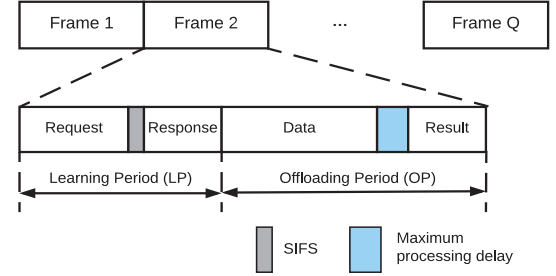 Frame 1 Frame 2 ... Frame Q
Request Response Data Result
Learning Period (LP) Offloading Period (OP)
SIFS
Maximum
processing delay